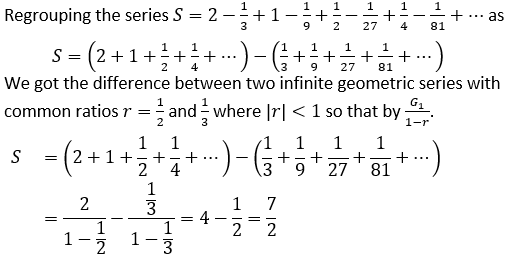 Regrouping the series S = 2 − 1/3 + 1 − 1/9 + 1/2 − 1/27 + 1/4 − 1/81 + ⋯ as
S = (2 + 1 + 1/2 + 1/4 + ⋯) − (1/3 + 1/9 + 1/27 + 1/81 + ⋯)
We got the difference between two infinite geometric series with
common ratios r = 1/2 and 1/3 where |r| < 1 so that by G₁/(1−r).
S = (2 + 1 + 1/2 + 1/4 + ⋯) − (1/3 + 1/9 + 1/27 + 1/81 + ⋯)
= 2/(1 − 1/2) − (1/3)/(1 − 1/3) = 4 − 1/2 = 7/2